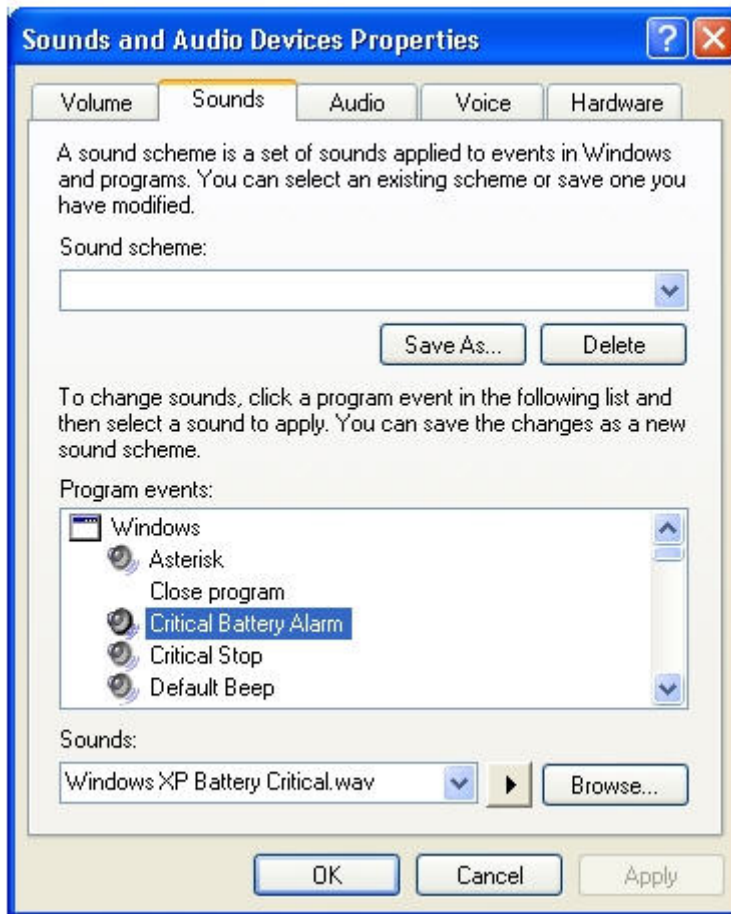 Sounds and Audio Devices Properties
Volume Sounds Audio Voice Hardware
A sound scheme is a set of sounds applied to events in Windows
and programs. You can select an existing scheme or save one you
have modified.
Sound scheme:
Save As... Delete
To change sounds, click a program event in the following list and
then select a sound to apply. You can save the changes as a new
sound scheme.
Program events:
Windows
Asterisk
Close program
Critical Battery Alarm
Critical Stop
Default Beep
Sounds:
Windows XP Battery Critical.wav Browse...
OK Cancel Apply